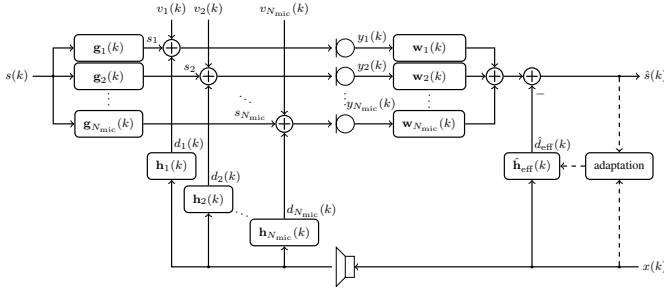 v₁(k) v₂(k) v_{N_mic}(k)
g₁(k) s₁ y₁(k) w₁(k)
s(k) g₂(k) s₂ y₂(k) w₂(k) ŝ(k)
g_{N_mic}(k) s_{N_mic} y_{N_mic}(k) w_{N_mic}(k) −
d₁(k) d̂_eff(k)
h₁(k) ĥ_eff(k) adaptation
d₂(k)
h₂(k)
d_{N_mic}(k)
h_{N_mic}(k)
x(k)